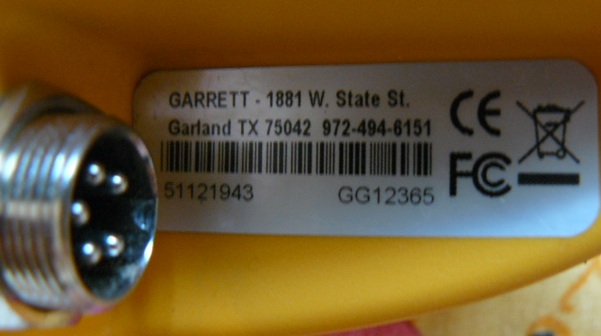 GARRETT - 1881 W. State St.
Garland TX 75042 972-494-6151
51121943 GG12365
CE
FC